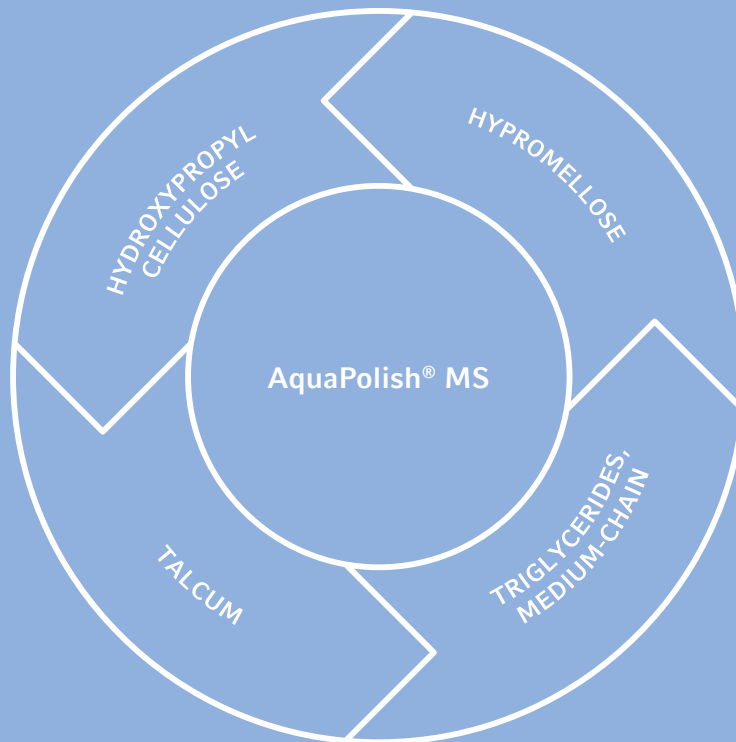 HYDROXYPROPYL
CELLULOSE
HYPROMELLOSE
AquaPolish® MS
TALCUM
TRIGLYCERIDES,
MEDIUM-CHAIN